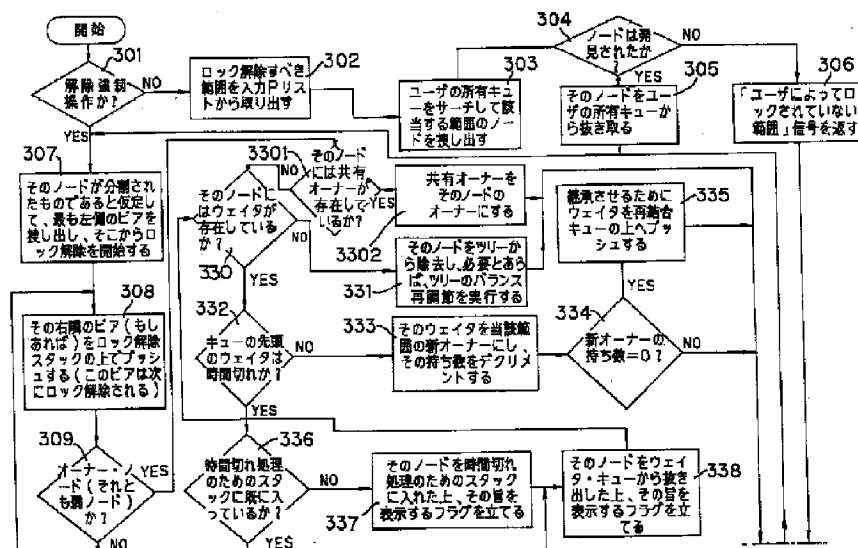 開始
301
解除強制
操作か?
NO
YES
302
ロック解除すべき
範囲を入力Pリ
ストから取り出す
303
ユーザの所有キュ
ーをサーチして該
当する範囲のノー
ドを捜し出す
304
ノードは発
見されたか
?
NO
YES
305
そのノードをユー
ザの所有キューか
ら抜き取る
306
「ユーザによってロ
ックされていない
範囲」信号を返す
307
そのノードが分割され
たものであると仮定し
て、最も左側のピアを
捜し出し、そこからロッ
ク解除を開始する
308
その右隣のピア(もし
あれば)をロック解除
スタックの上でプッシ
ュする(このピアは次
にロック解除される)
309
オーナー・ノ
ード(それと
も
ノード)
か?
YES
NO
そのノードに
はウェイタが
存在している
か?
330
NO
NO
YES
3301
そのノード
には共有
オーナーが
存在して
いるか?
YES
共有オーナーを
そのノードの
オーナーにする
3302
そのノードをツリーか
ら除去し、必要とあら
ば、ツリーのバランス
再調節を実行する
331
332
キューの先頭
のウェイタは
時間切れか?
NO
YES
333
そのウェイタを当該範
囲の新オーナーにし、
その持ち数をデクリ
メントする
334
新オーナーの
持ち数=0?
NO
YES
335
継承させるために
ウェイタを再結合
キューの上へプ
ッシュする
336
時間切れ処理
のためのスタ
ックに既に入
っているか?
NO
YES
そのノードを時間切れ
処理のためのスタック
に入れた上、その旨を
表示するフラグを立てる
337
そのノードをウェイ
タ・キューから抜き
出した上、その旨を
表示するフラグを立
てる
338